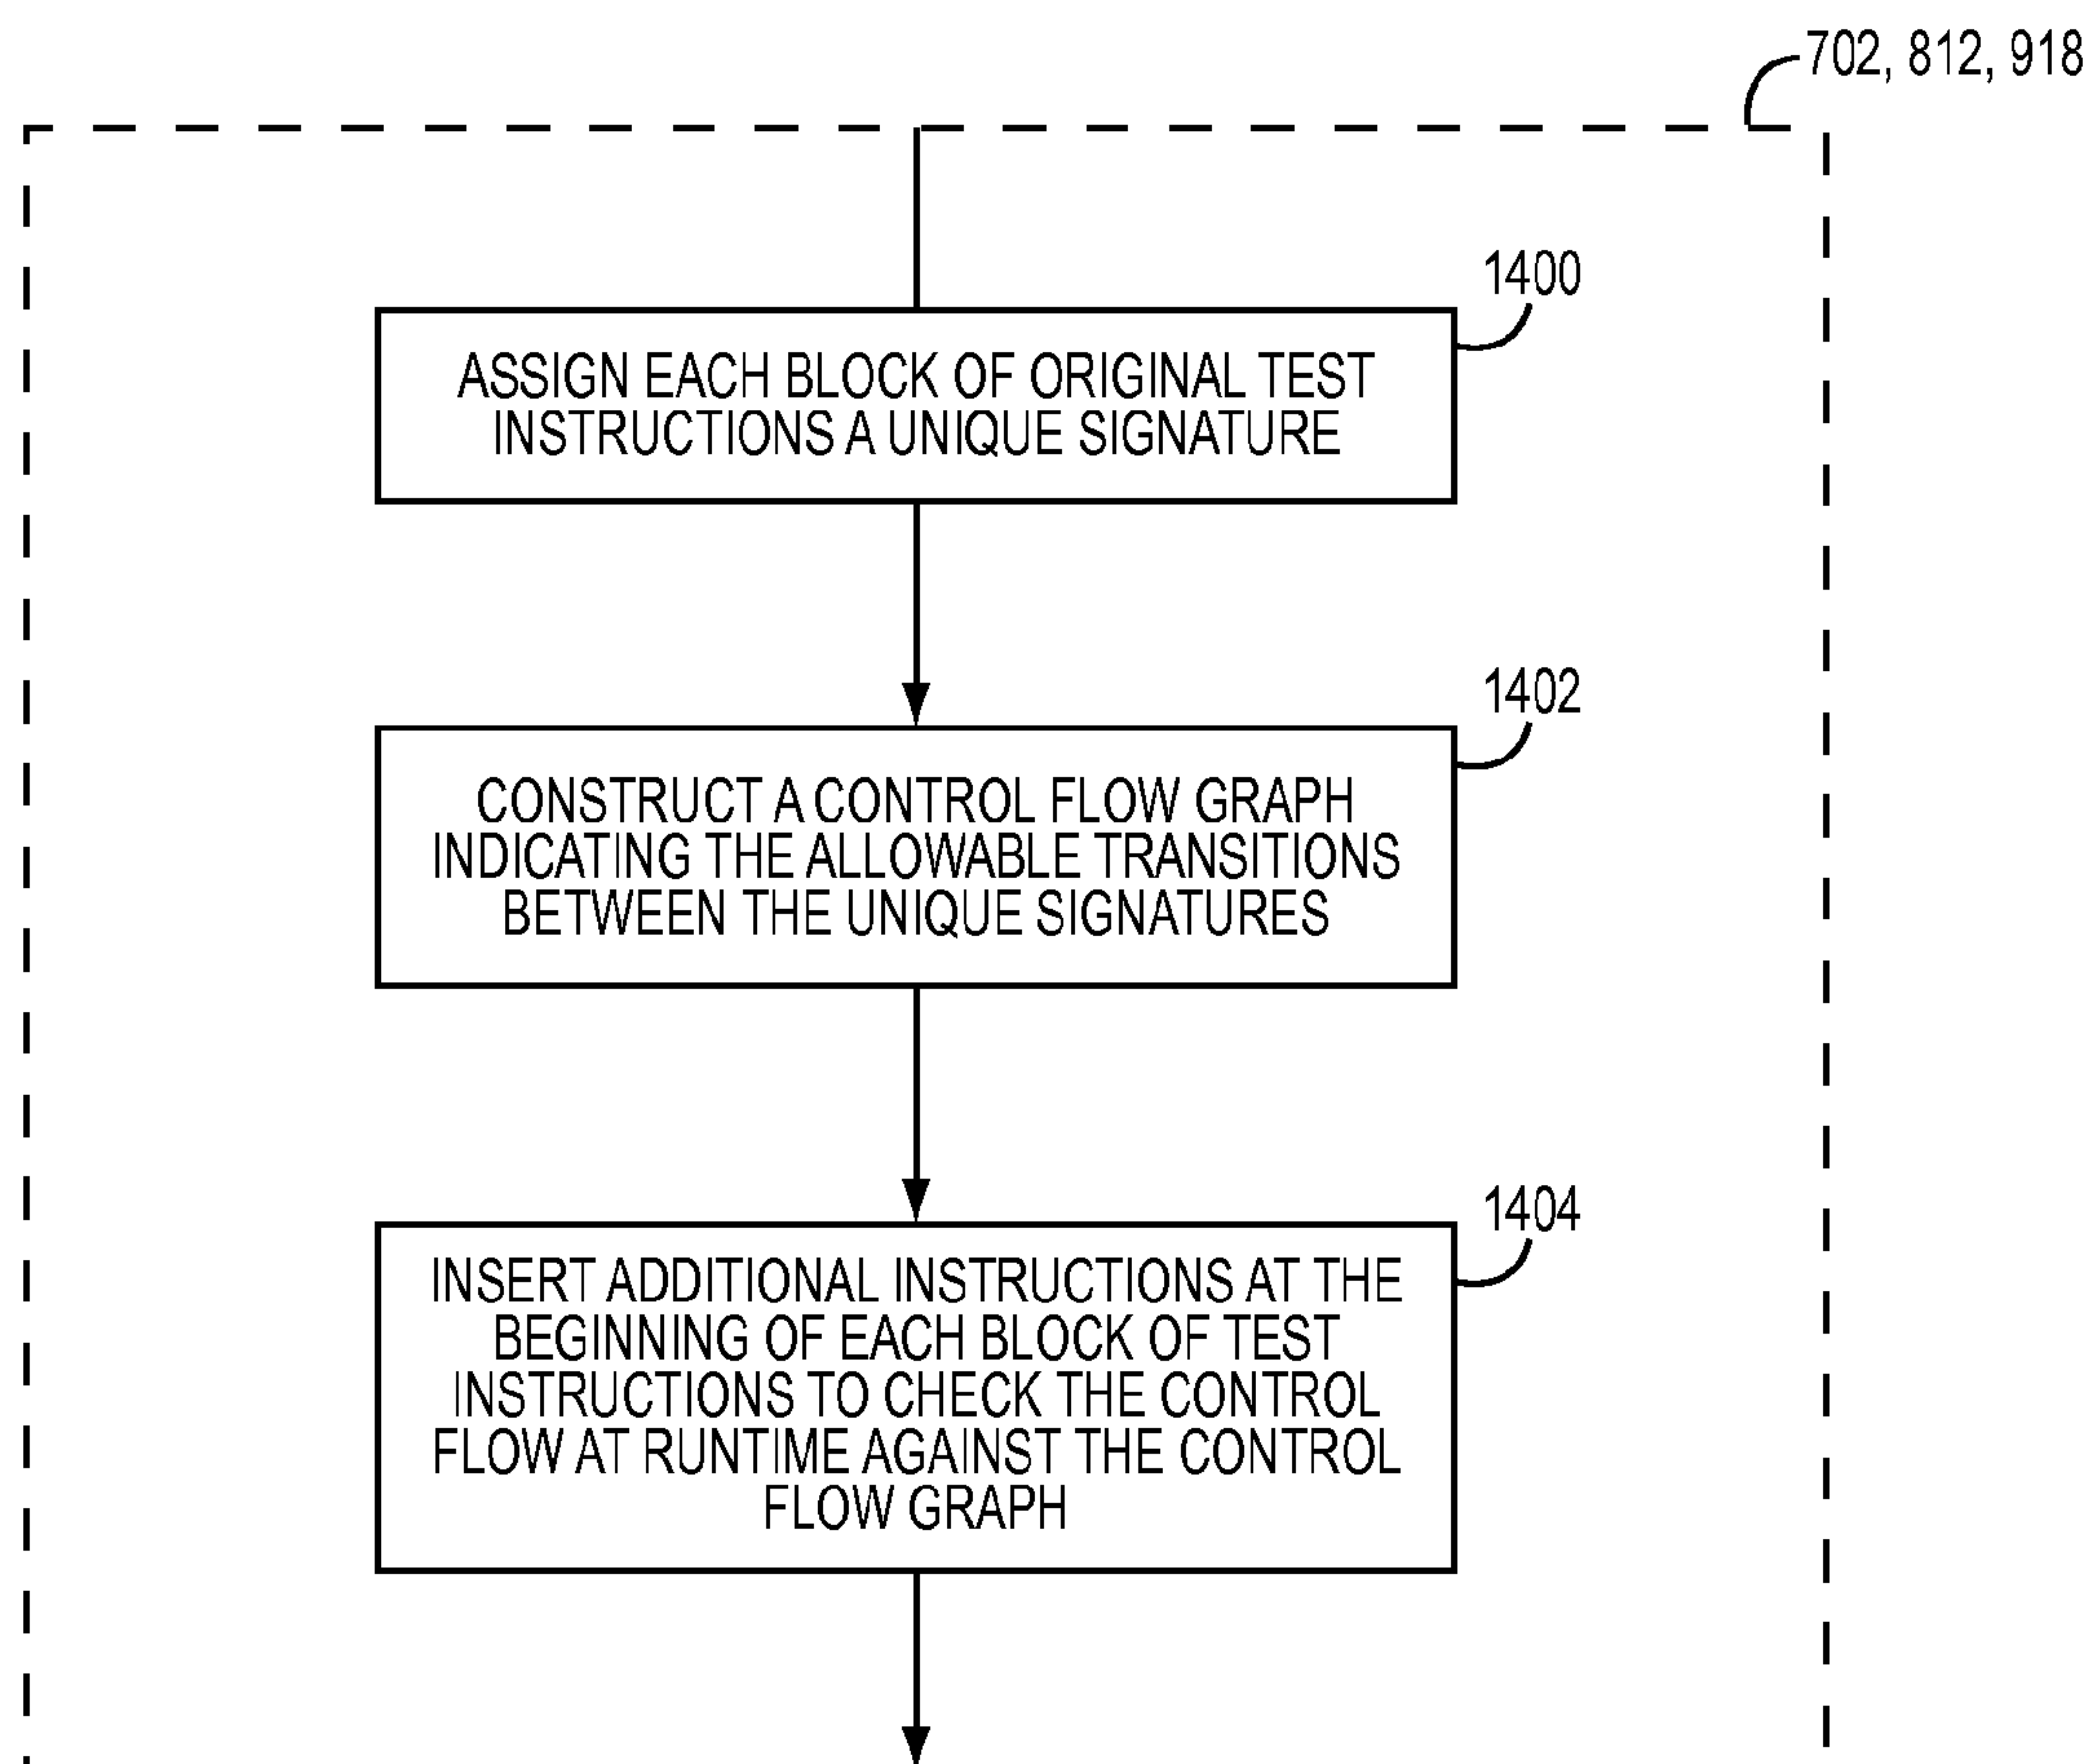 702, 812, 918
1400
ASSIGN EACH BLOCK OF ORIGINAL TEST
INSTRUCTIONS A UNIQUE SIGNATURE
1402
CONSTRUCT A CONTROL FLOW GRAPH
INDICATING THE ALLOWABLE TRANSITIONS
BETWEEN THE UNIQUE SIGNATURES
1404
INSERT ADDITIONAL INSTRUCTIONS AT THE
BEGINNING OF EACH BLOCK OF TEST
INSTRUCTIONS TO CHECK THE CONTROL
FLOW AT RUNTIME AGAINST THE CONTROL
FLOW GRAPH